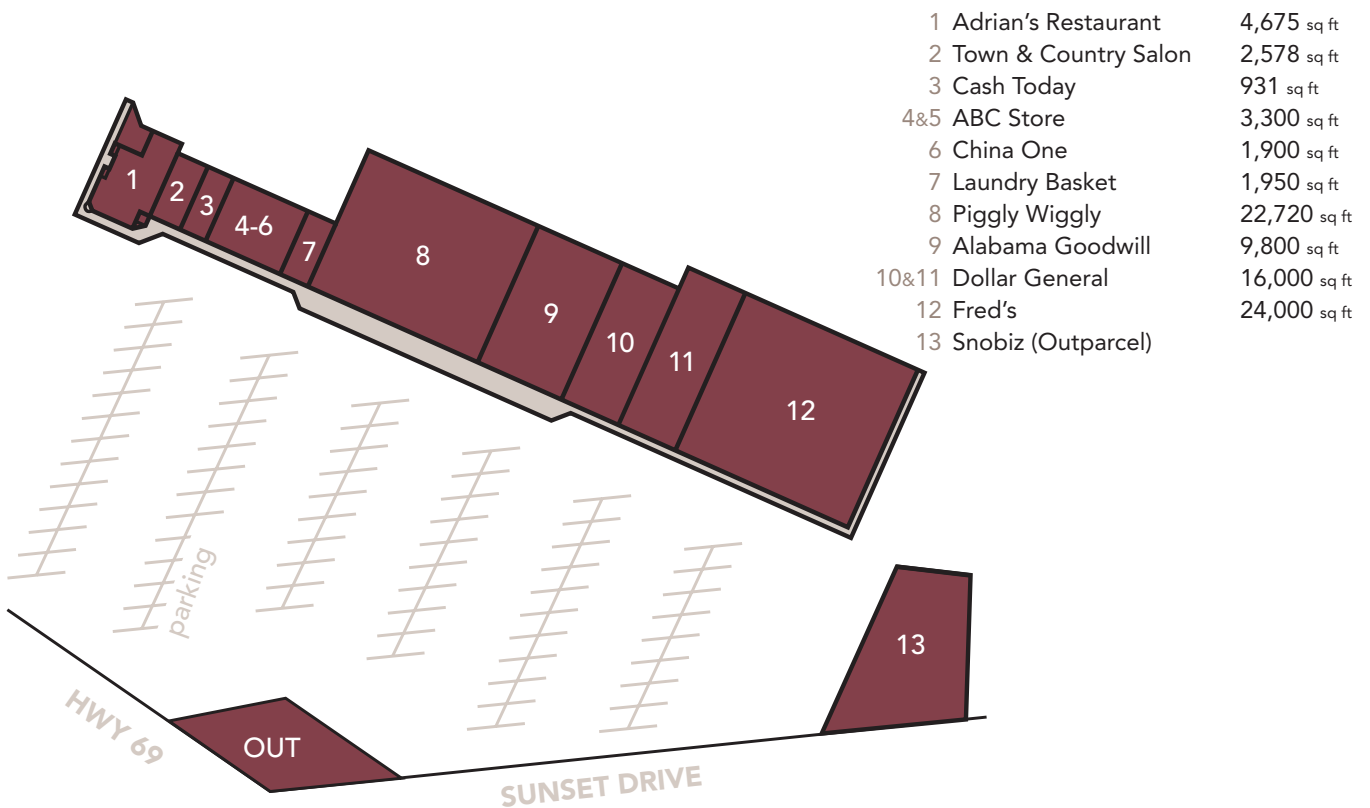 1 Adrian’s Restaurant 4,675 sq ft
2 Town & Country Salon 2,578 sq ft
3 Cash Today 931 sq ft
4&5 ABC Store 3,300 sq ft
6 China One 1,900 sq ft
7 Laundry Basket 1,950 sq ft
8 Piggly Wiggly 22,720 sq ft
9 Alabama Goodwill 9,800 sq ft
10&11 Dollar General 16,000 sq ft
12 Fred's 24,000 sq ft
13 Snobiz (Outparcel)
1
2
3
4-6
7
8
9
10
11
12
13
parking
HWY 69
OUT
SUNSET DRIVE